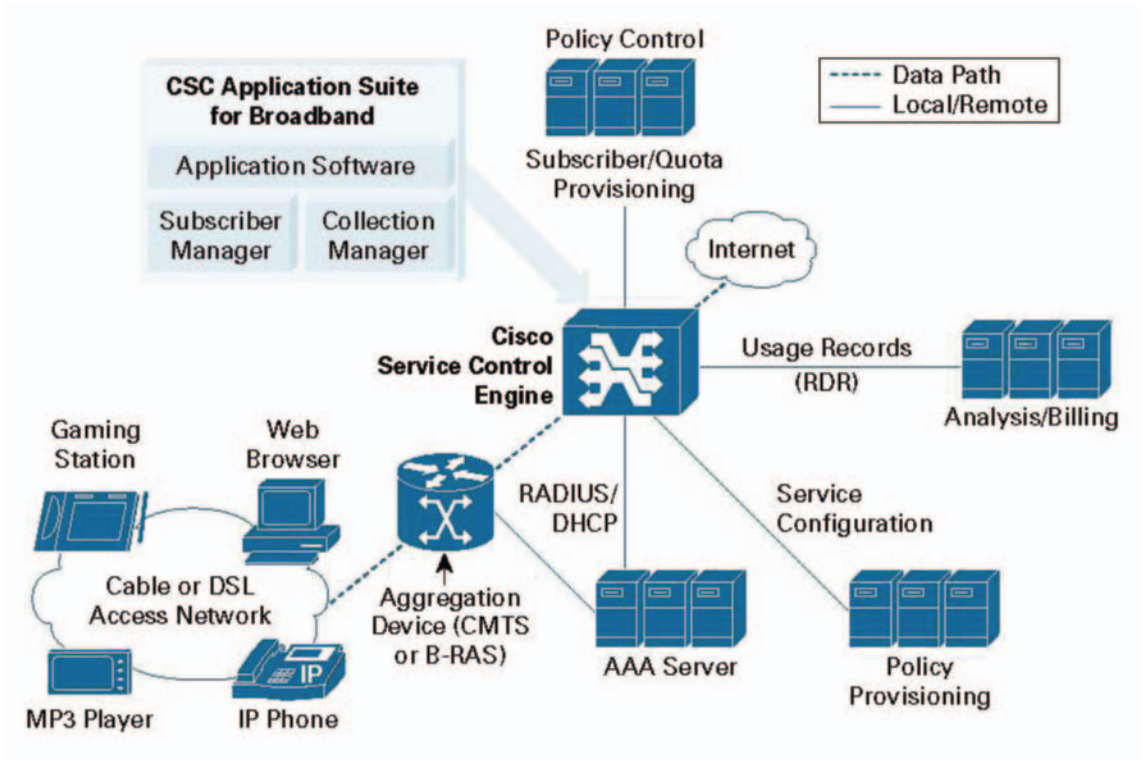 Policy Control
CSC Application Suite
for Broadband
Application Software
Subscriber
Manager
Collection
Manager
Data Path
Local/Remote
Subscriber/Quota
Provisioning
Internet
Cisco
Service Control
Engine
Usage Records
(RDR)
Analysis/Billing
Gaming
Station
Web
Browser
RADIUS/
DHCP
Service
Configuration
Cable or DSL
Access Network
Aggregation
Device (CMTS
or B-RAS)
AAA Server
Policy
Provisioning
MP3 Player
IP
IP Phone